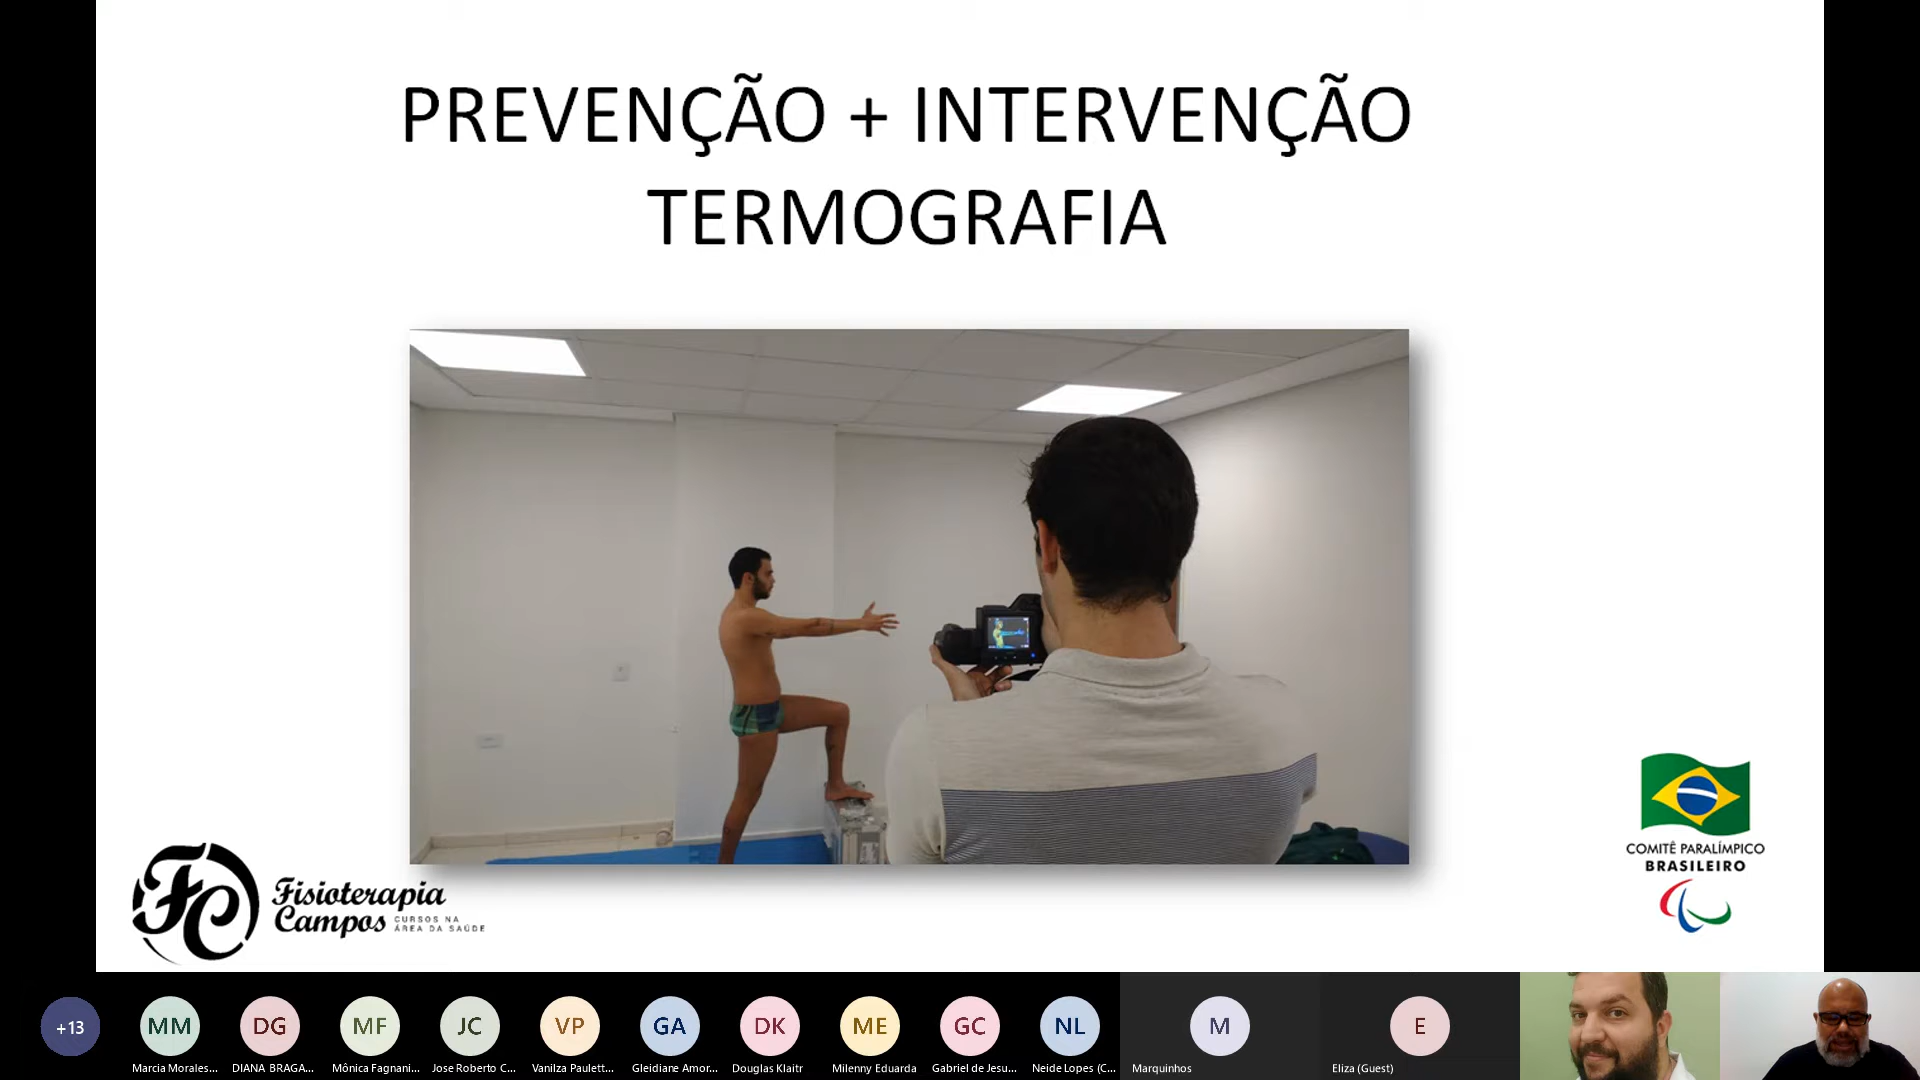 PREVENÇÃO + INTERVENÇÃO
TERMOGRAFIA
COMITÊ PARALÍMPICO
BRASILEIRO
FC
Fisioterapia
Campos
CURSOS NA
ÁREA DA SAÚDE
+13
MM
DG
MF
JC
VP
GA
DK
ME
GC
NL
M
E
Marcia Morales...
DIANA BRAGA...
Mônica Fagnani...
Jose Roberto C...
Vanilza Paulett...
Gleidiane Amor...
Douglas Klaitr
Milenny Eduarda
Gabriel de Jesu...
Neide Lopes (C...
Marquinhos
Eliza (Guest)